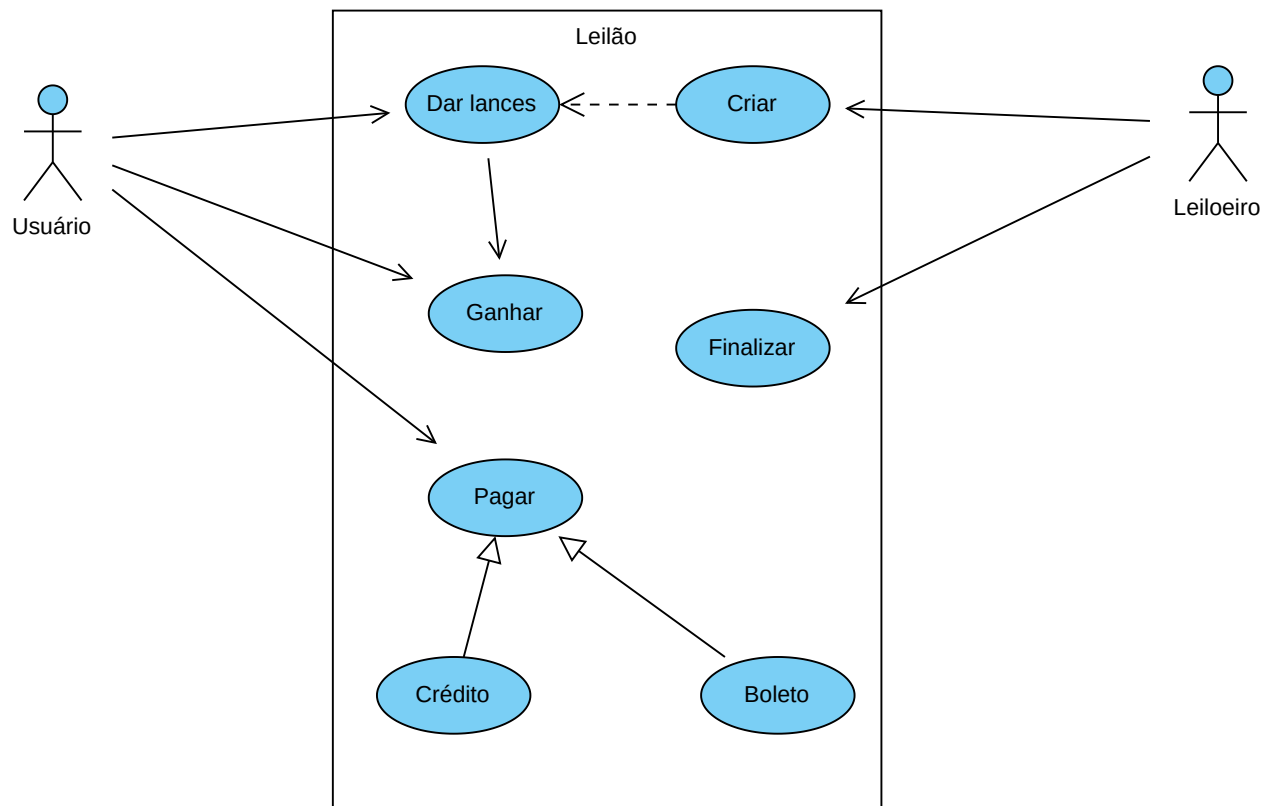 Leilão
Dar lances
Criar
Usuário
Leiloeiro
Ganhar
Finalizar
Pagar
Crédito
Boleto